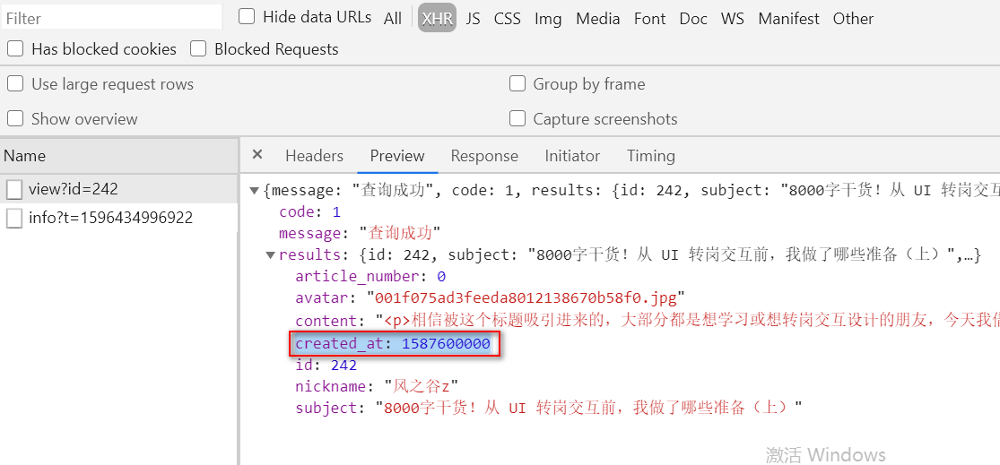 Filter Hide data URLs All XHR JS CSS Img Media Font Doc WS Manifest Other
Has blocked cookies Blocked Requests
Use large request rows Group by frame
Show overview Capture screenshots
Name × Headers Preview Response Initiator Timing
view?id=242
info?t=1596434996922
▼{message: "查询成功", code: 1, results: {id: 242, subject: "8000字干货！从 UI 转岗交互
code: 1
message: "查询成功"
▼results: {id: 242, subject: "8000字干货！从 UI 转岗交互前，我做了哪些准备（上）",…}
article_number: 0
avatar: "001f075ad3feeda8012138670b58f0.jpg"
content: "<p>相信被这个标题吸引进来的，大部分都是想学习或想转岗交互设计的朋友，今天我
created_at: 1587600000
id: 242
nickname: "风之谷z"
subject: "8000字干货！从 UI 转岗交互前，我做了哪些准备（上）"
激活 Windows